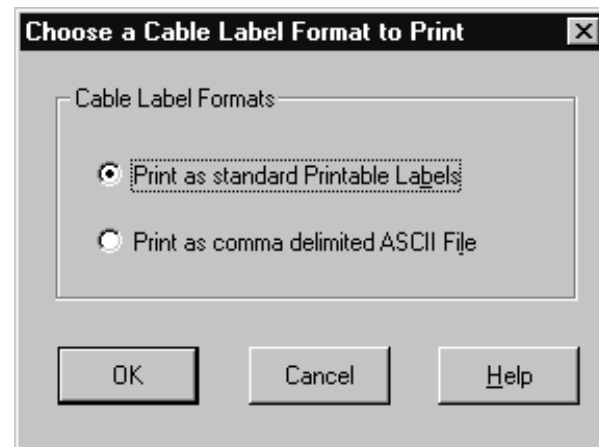 Choose a Cable Label Format to Print
Cable Label Formats
Print as standard Printable Labels
Print as comma delimited ASCII File
OK Cancel Help